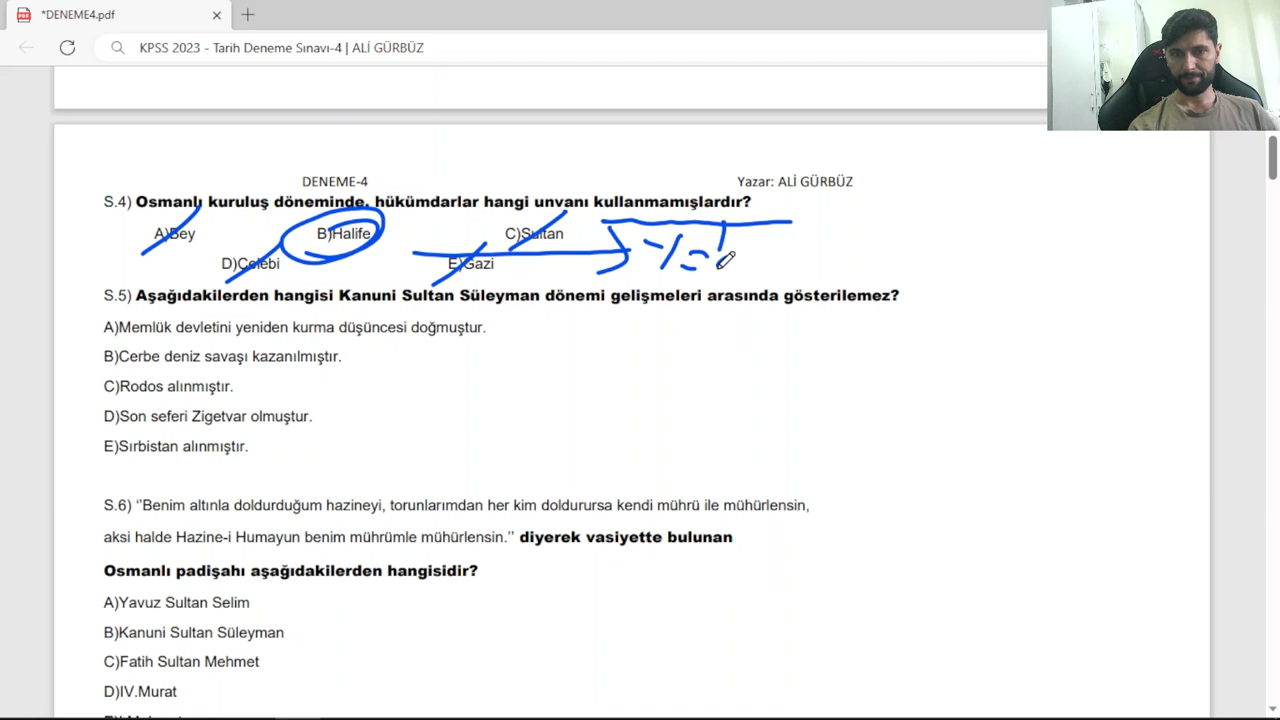 *DENEME4.pdf
KPSS 2023 - Tarih Deneme Sınavı-4 | ALİ GÜRBÜZ
DENEME-4
Yazar: ALİ GÜRBÜZ
S.4) Osmanlı kuruluş döneminde, hükümdarlar hangi unvanı kullanmamışlardır?
A)Bey B)Halife C)Sultan
D)Çelebi E)Gazi
S.5) Aşağıdakilerden hangisi Kanuni Sultan Süleyman dönemi gelişmeleri arasında gösterilemez?
A)Memlük devletini yeniden kurma düşüncesi doğmuştur.
B)Cerbe deniz savaşı kazanılmıştır.
C)Rodos alınmıştır.
D)Son seferi Zigetvar olmuştur.
E)Sırbistan alınmıştır.
S.6) ‘’Benim altınla doldurduğum hazineyi, torunlarımdan her kim doldurursa kendi mührü ile mühürlensin,
aksi halde Hazine-i Humayun benim mührümle mühürlensin.’’ diyerek vasiyette bulunan
Osmanlı padişahı aşağıdakilerden hangisidir?
A)Yavuz Sultan Selim
B)Kanuni Sultan Süleyman
C)Fatih Sultan Mehmet
D)IV.Murat